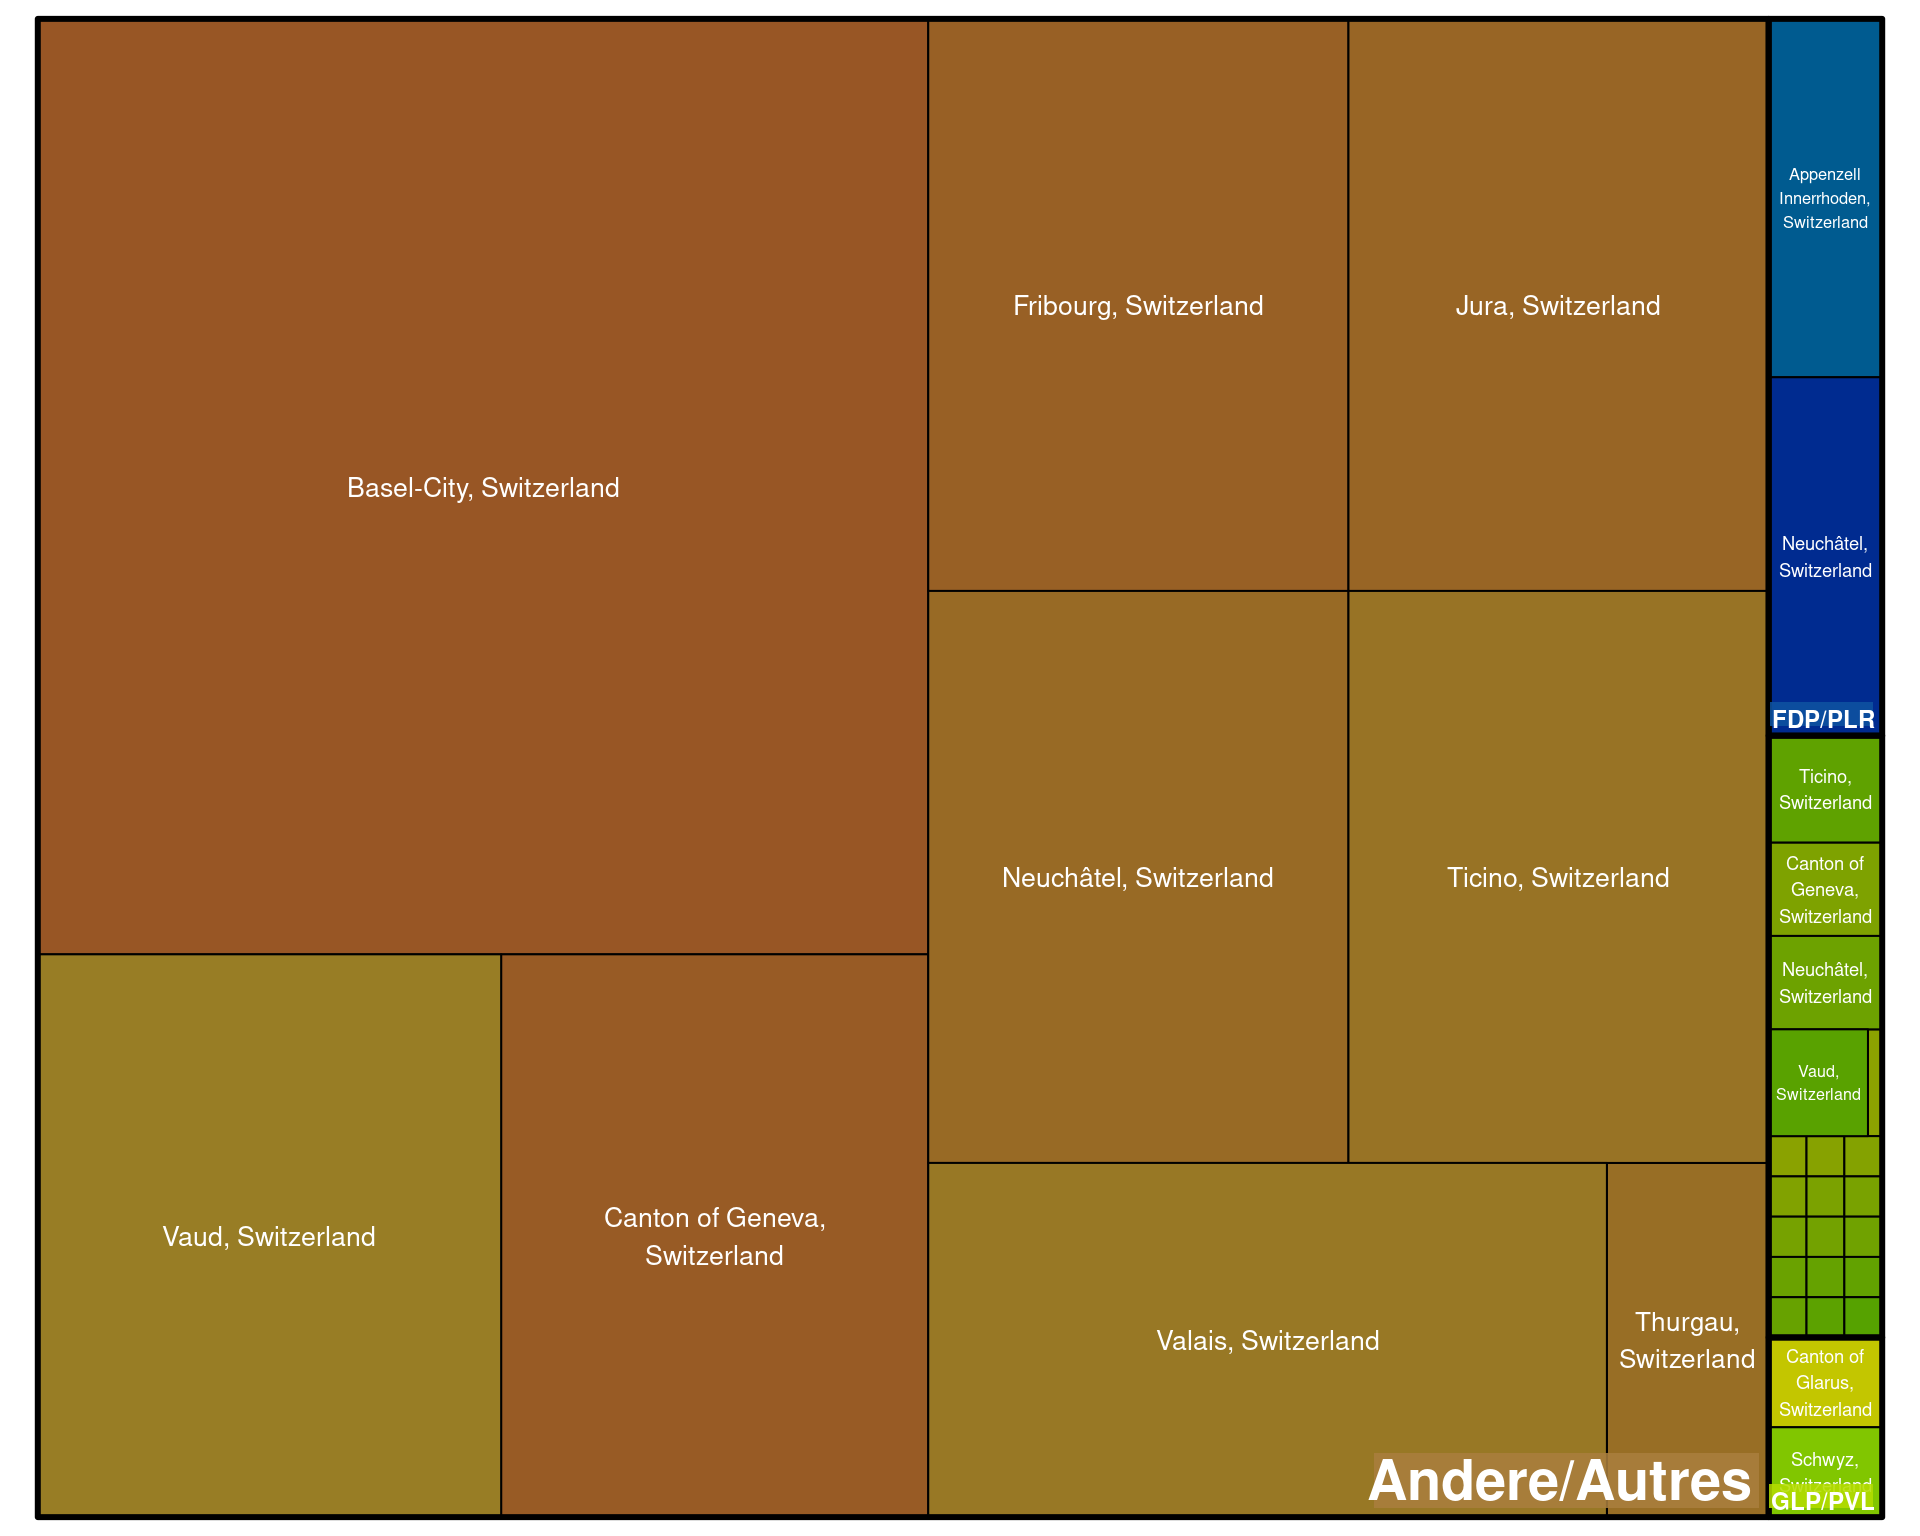 Basel-City, Switzerland
Vaud, Switzerland
Canton of Geneva,
Switzerland
Fribourg, Switzerland
Jura, Switzerland
Neuchâtel, Switzerland
Ticino, Switzerland
Valais, Switzerland
Thurgau,
Switzerland
Andere/Autres
Appenzell
Innerrhoden,
Switzerland
Neuchâtel,
Switzerland
FDP/PLR
Ticino,
Switzerland
Canton of
Geneva,
Switzerland
Neuchâtel,
Switzerland
Vaud,
Switzerland
Canton of
Glarus,
Switzerland
Schwyz,
Switzerland
GLP/PVL